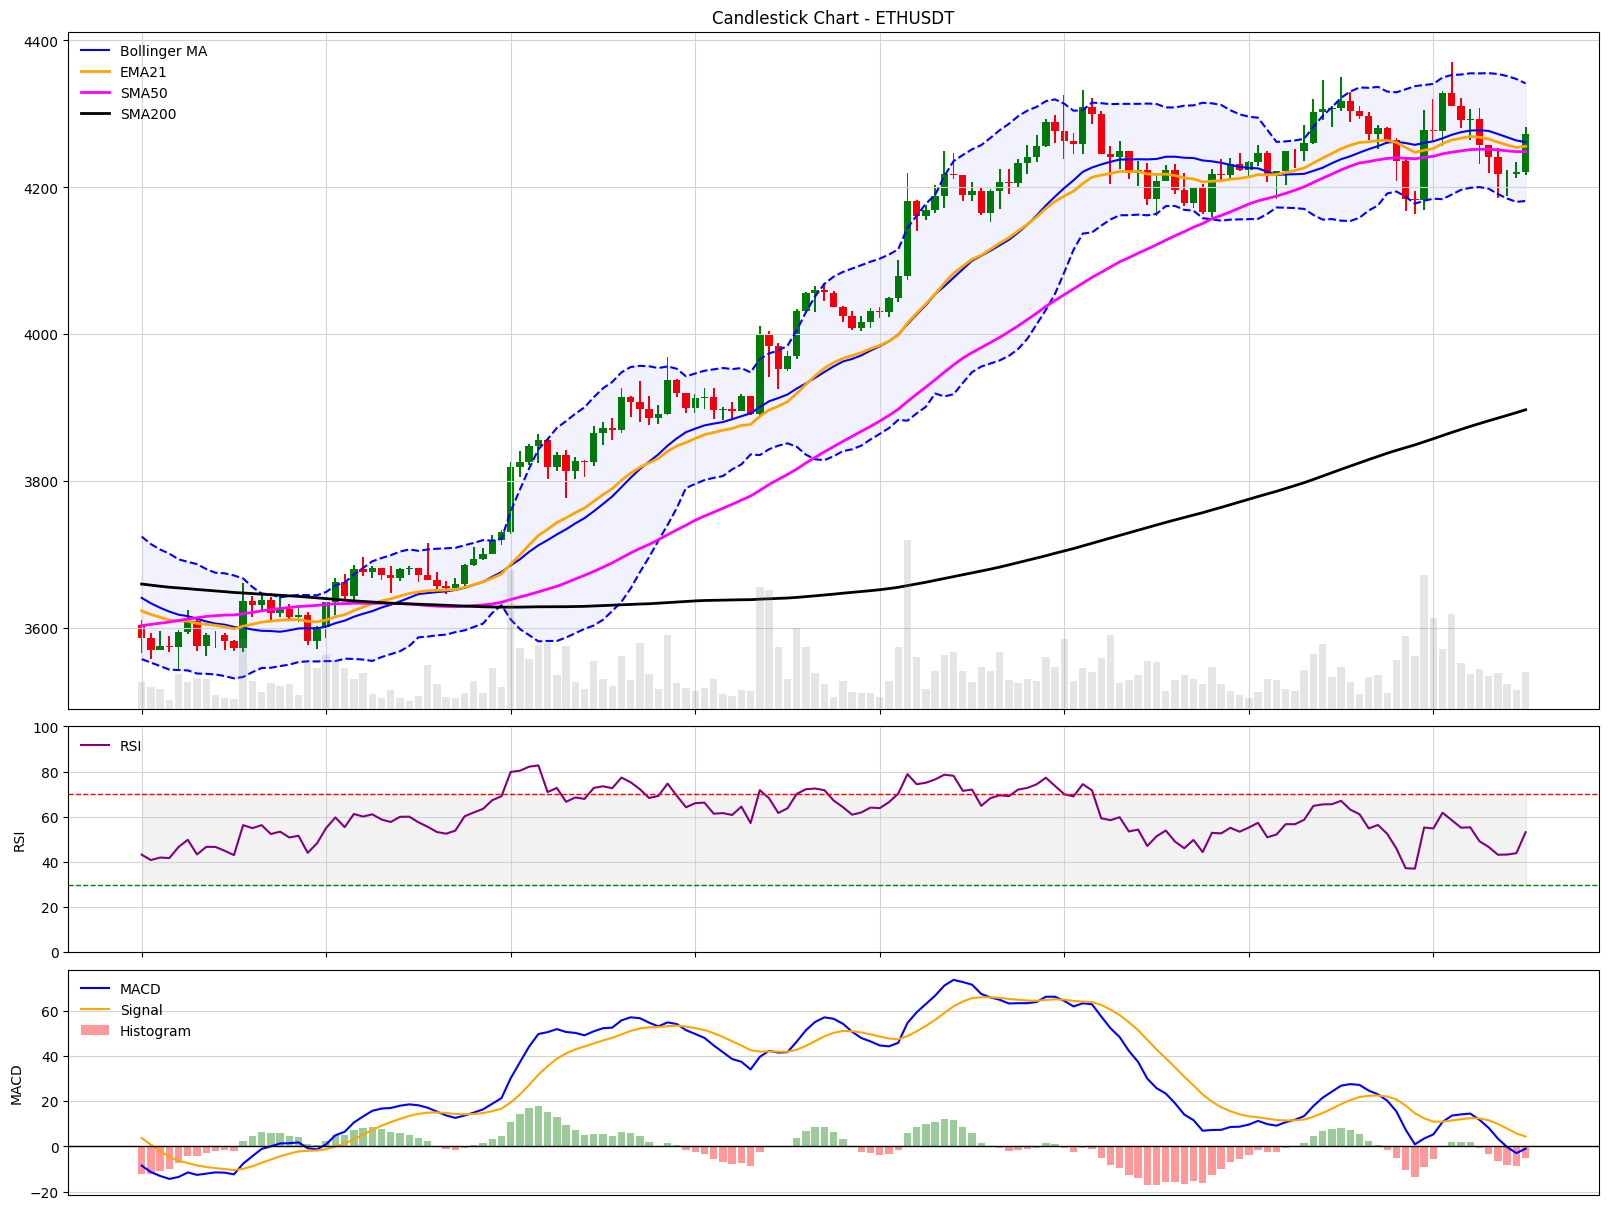 Candlestick Chart - ETHUSDT
4400
4200
4000
3800
3600
Bollinger MA
EMA21
SMA50
SMA200
100
80
60
40
20
0
RSI
RSI
60
40
20
0
−20
MACD
MACD
Signal
Histogram